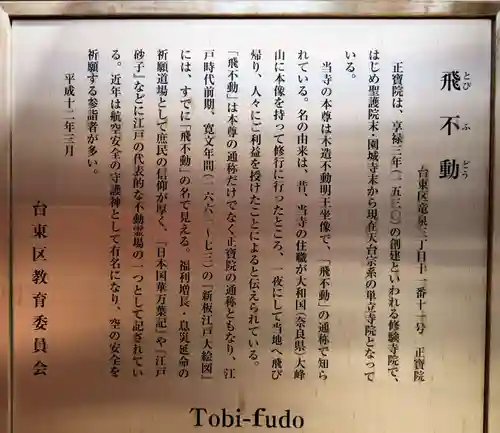 飛不動
とび ふ どう
台東区竜泉三丁目十一番十一号 正寶院
正寶院は、享禄三年(一五三〇)の創建といわれる修験寺院で、
はじめ聖護院末・園城寺末から現在天台宗系の単立寺院となって
いる。
当寺の本尊は木造不動明王坐像で、「飛不動」の通称で知ら
れている。名の由来は、昔、当寺の住職が大和国(奈良県)大峰
山に本像を持って修行に行ったところ、一夜にして当地へ飛び
帰り、人々にご利益を授けたことによると伝えられている。
「飛不動」は本尊の通称だけでなく正寶院の通称ともなり、江
戸時代前期、寛文年間(一六六一〜七三)の『新板江戸大絵図』
には、すでに「飛不動」の名で見える。福利増長・息災延命の
祈願道場として庶民の信仰が厚く、『日本国華万葉記』や『江戸
砂子』などに江戸の代表的な不動霊場の一つとして記されてい
る。近年は航空安全の守護神として有名になり、空の安全を
祈願する参詣者が多い。
平成十二年三月
台東区教育委員会
Tobi-fudo